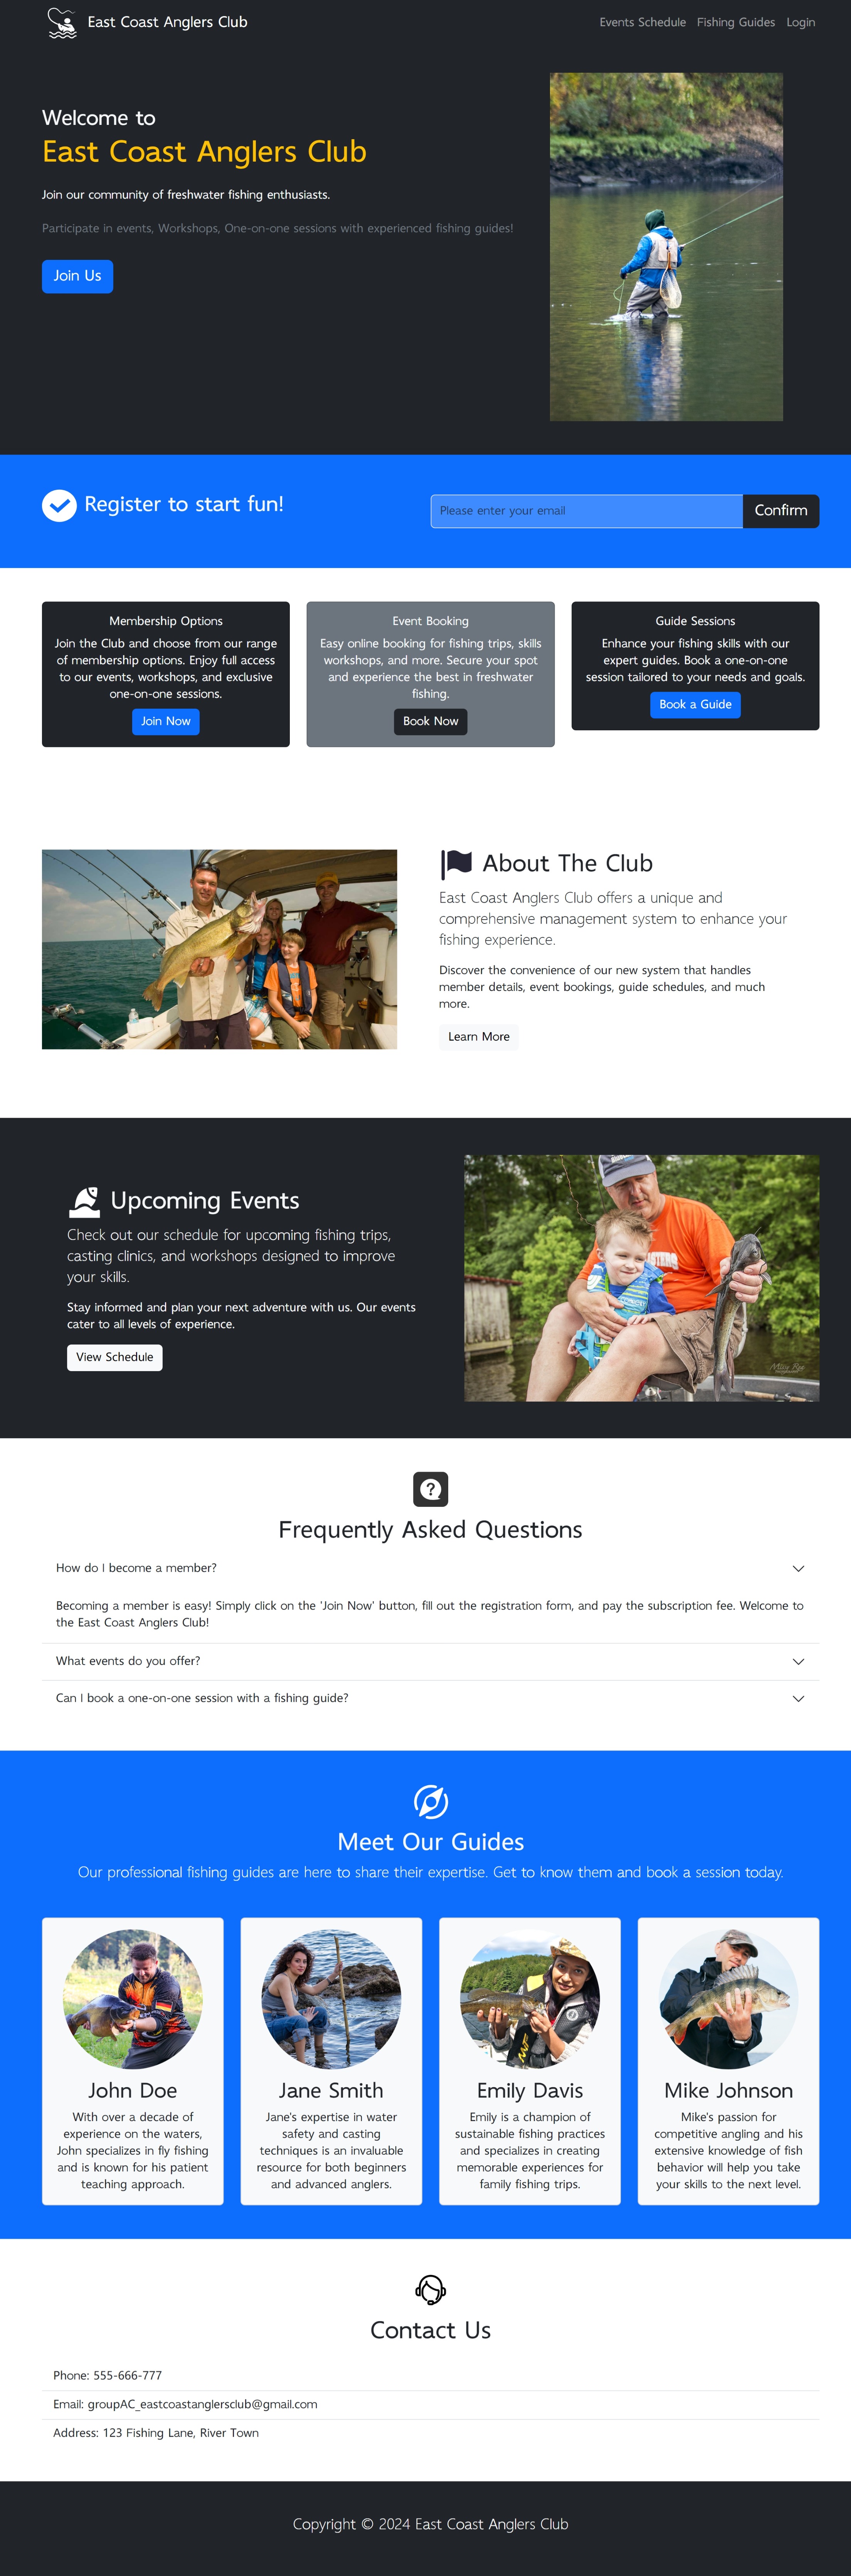 East Coast Anglers Club
Events Schedule Fishing Guides Login
Welcome to
East Coast Anglers Club
Join our community of freshwater fishing enthusiasts.
Participate in events, Workshops, One-on-one sessions with experienced fishing guides!
Join Us
Register to start fun!
Please enter your email
Confirm
Membership Options
Join the Club and choose from our range
of membership options. Enjoy full access
to our events, workshops, and exclusive
one-on-one sessions.
Join Now
Event Booking
Easy online booking for fishing trips, skills
workshops, and more. Secure your spot
and experience the best in freshwater
fishing.
Book Now
Guide Sessions
Enhance your fishing skills with our
expert guides. Book a one-on-one
session tailored to your needs and goals.
Book a Guide
About The Club
East Coast Anglers Club offers a unique and
comprehensive management system to enhance your
fishing experience.
Discover the convenience of our new system that handles
member details, event bookings, guide schedules, and much
more.
Learn More
Upcoming Events
Check out our schedule for upcoming fishing trips,
casting clinics, and workshops designed to improve
your skills.
Stay informed and plan your next adventure with us. Our events
cater to all levels of experience.
View Schedule
Frequently Asked Questions
How do I become a member?
Becoming a member is easy! Simply click on the 'Join Now' button, fill out the registration form, and pay the subscription fee. Welcome to
the East Coast Anglers Club!
What events do you offer?
Can I book a one-on-one session with a fishing guide?
Meet Our Guides
Our professional fishing guides are here to share their expertise. Get to know them and book a session today.
John Doe
With over a decade of
experience on the waters,
John specializes in fly fishing
and is known for his patient
teaching approach.
Jane Smith
Jane's expertise in water
safety and casting
techniques is an invaluable
resource for both beginners
and advanced anglers.
Emily Davis
Emily is a champion of
sustainable fishing practices
and specializes in creating
memorable experiences for
family fishing trips.
Mike Johnson
Mike's passion for
competitive angling and his
extensive knowledge of fish
behavior will help you take
your skills to the next level.
Contact Us
Phone: 555-666-777
Email: groupAC_eastcoastanglersclub@gmail.com
Address: 123 Fishing Lane, River Town
Copyright © 2024 East Coast Anglers Club